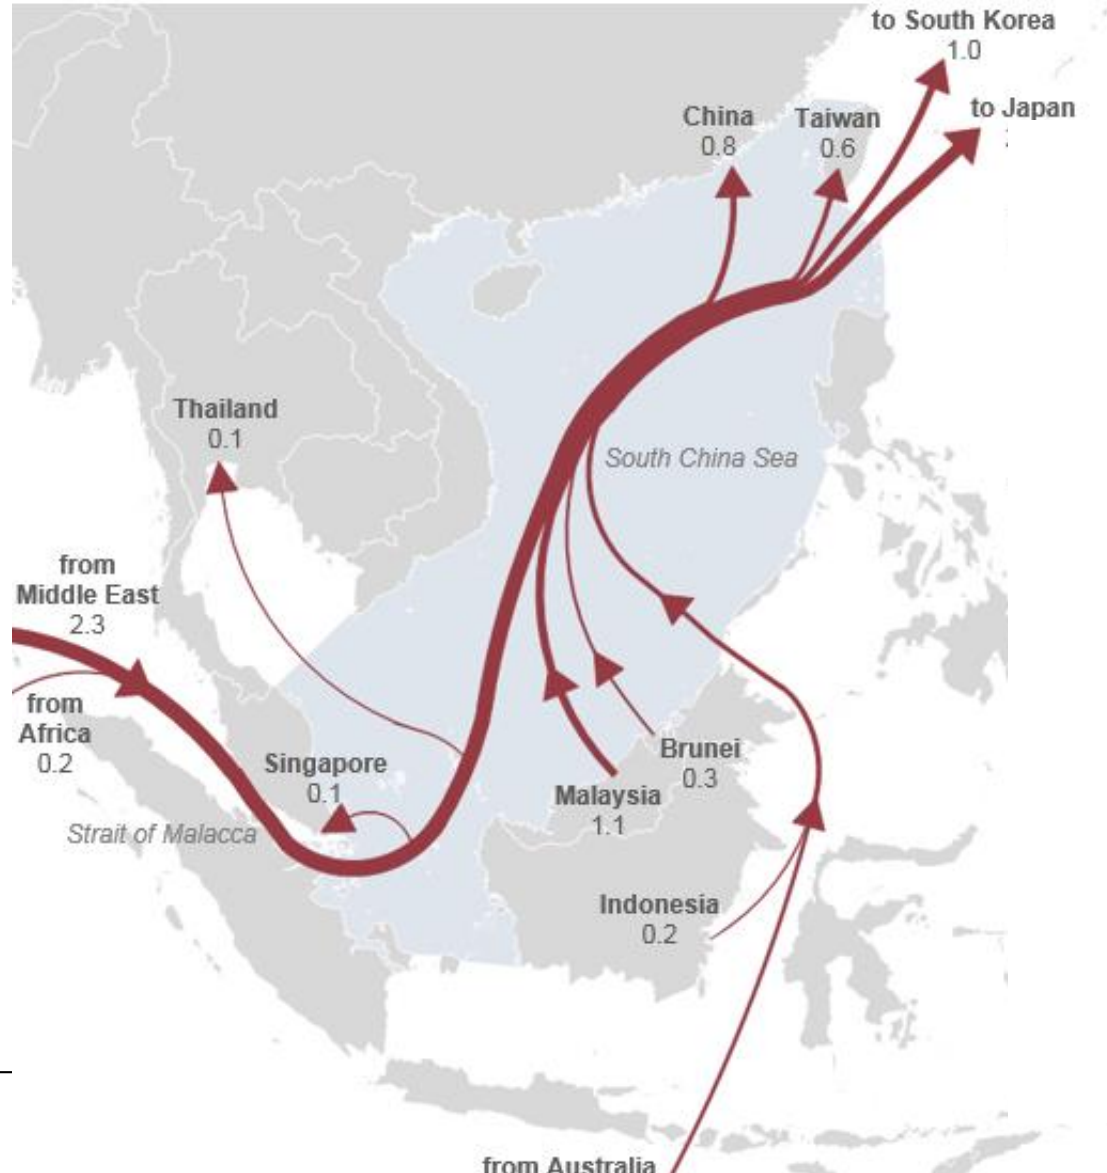 to South Korea
1.0
to Japan
China
0.8
Taiwan
0.6
Thailand
0.1
South China Sea
from
Middle East
2.3
from
Africa
0.2
Singapore
0.1
Strait of Malacca
Brunei
0.3
Malaysia
1.1
Indonesia
0.2
from Australia